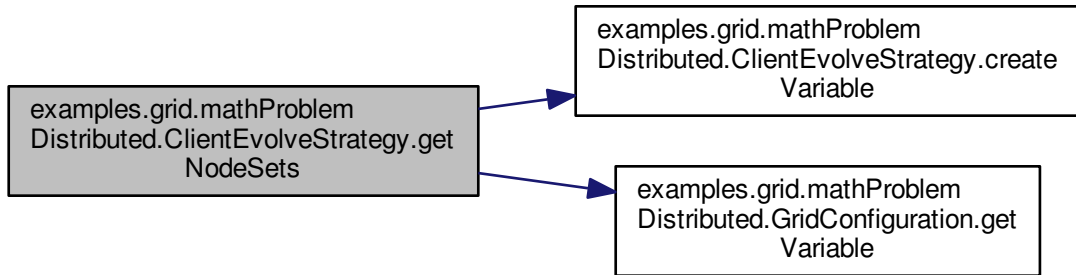 examples.grid.mathProblem
Distributed.ClientEvolveStrategy.get
NodeSets
examples.grid.mathProblem
Distributed.ClientEvolveStrategy.create
Variable
examples.grid.mathProblem
Distributed.GridConfiguration.get
Variable